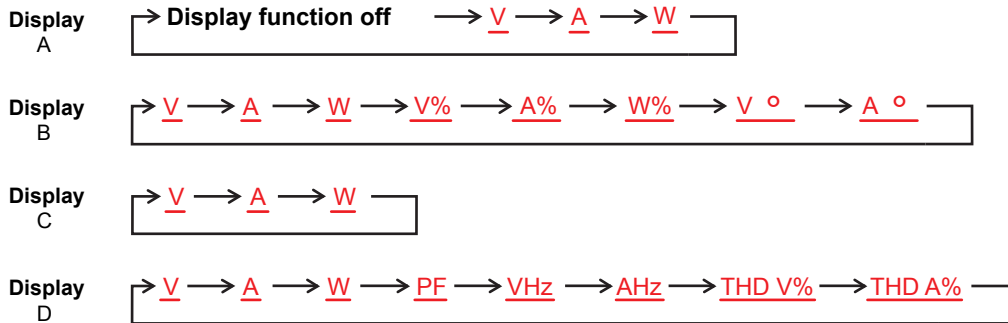 Display A Display function off V A W
Display B V A W V% A% W% V ° A °
Display C V A W
Display D V A W PF VHz AHz THD V% THD A%